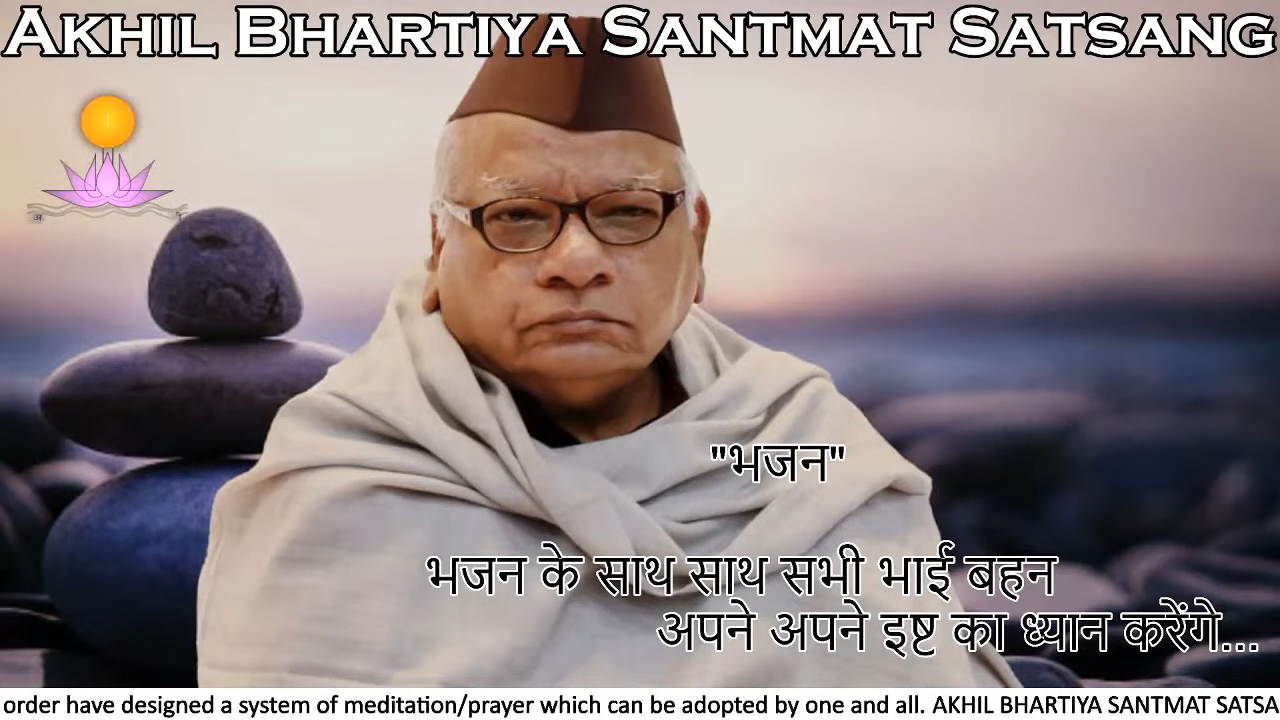 AKHIL BHARTIYA SANTMAT SATSANG
"भजन"
भजन के साथ साथ सभी भाई बहन
अपने अपने इष्ट का ध्यान करेंगे...
order have designed a system of meditation/prayer which can be adopted by one and all. AKHIL BHARTIYA SANTMAT SATSA